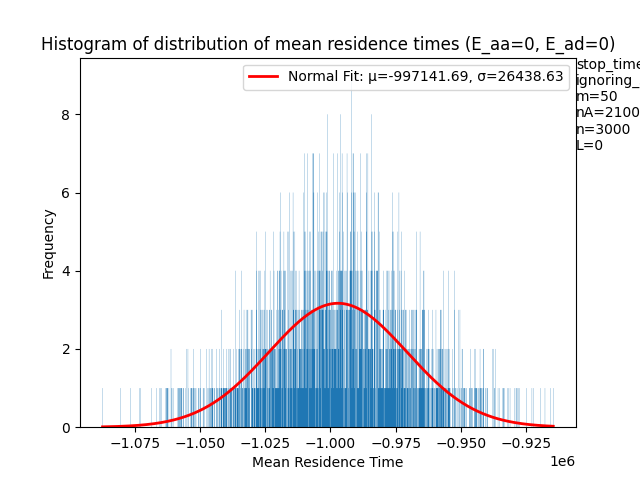 Histogram of distribution of mean residence times (E_aa=0, E_ad=0)
Normal Fit: μ=-997141.69, σ=26438.63
stop_time
ignoring_
m=50
nA=2100
n=3000
L=0
Frequency
8
6
4
2
0
−1.075 −1.050 −1.025 −1.000 −0.975 −0.950 −0.925
1e6
Mean Residence Time